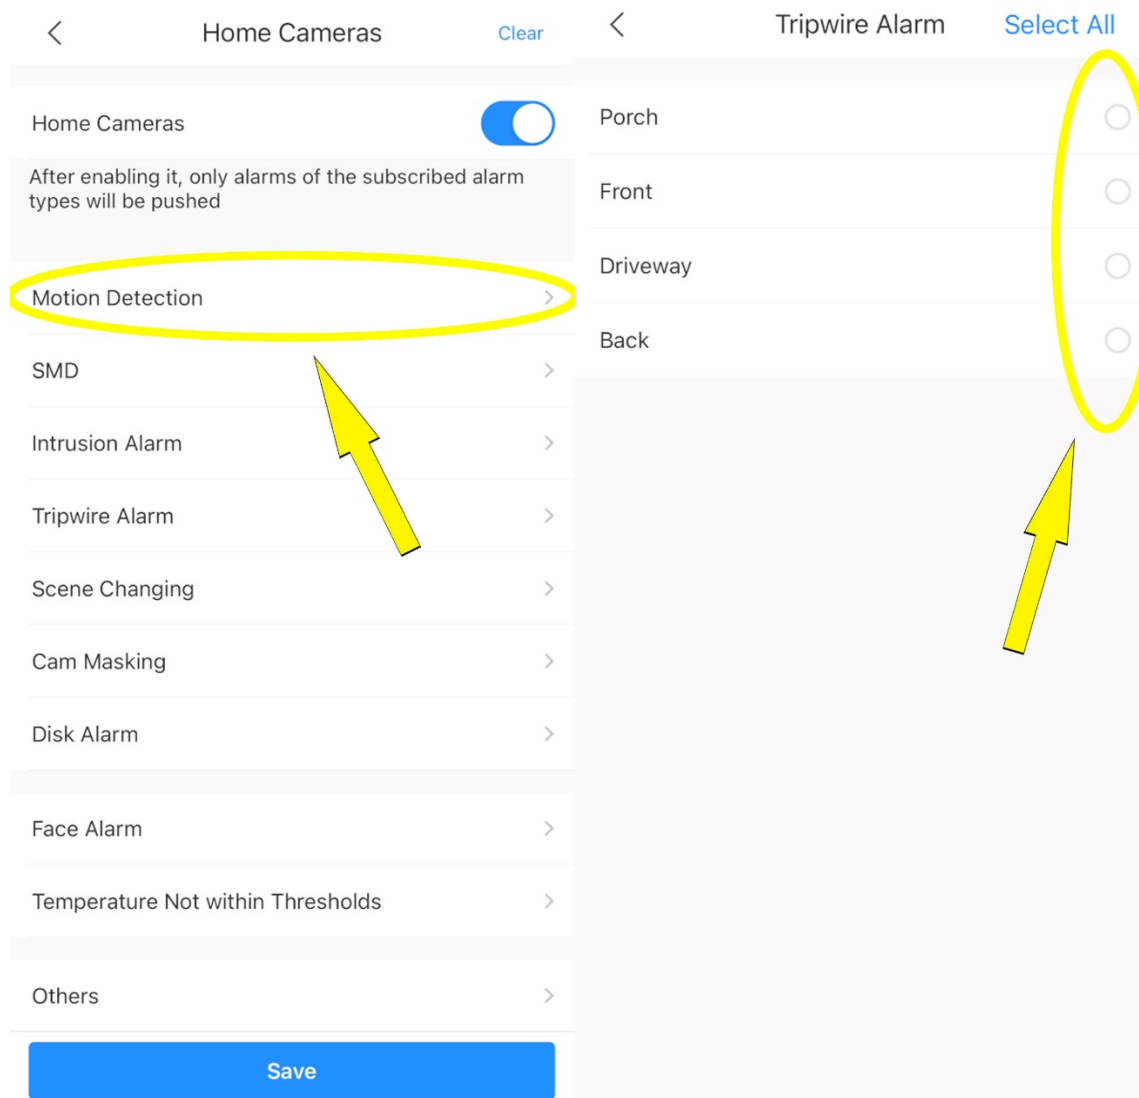 Home Cameras
Clear
Home Cameras
After enabling it, only alarms of the subscribed alarm
types will be pushed
Motion Detection
SMD
Intrusion Alarm
Tripwire Alarm
Scene Changing
Cam Masking
Disk Alarm
Face Alarm
Temperature Not within Thresholds
Others
Save
Tripwire Alarm
Select All
Porch
Front
Driveway
Back